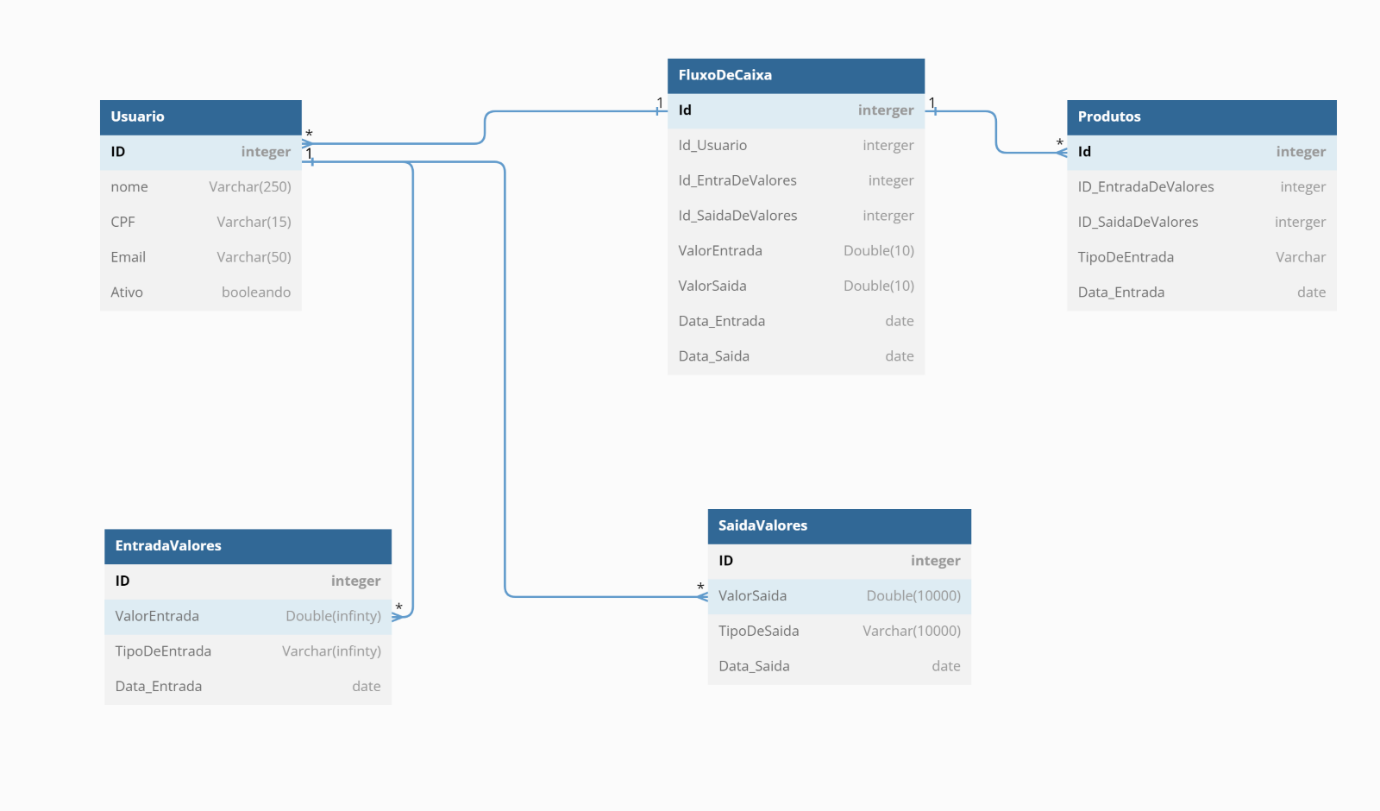 Usuario
ID integer
nome Varchar(250)
CPF Varchar(15)
Email Varchar(50)
Ativo booleando
*
1
1
FluxoDeCaixa
Id interger
Id_Usuario interger
Id_EntraDeValores integer
Id_SaidaDeValores interger
ValorEntrada Double(10)
ValorSaida Double(10)
Data_Entrada date
Data_Saida date
1
*
Produtos
Id integer
ID_EntradaDeValores integer
ID_SaidaDeValores interger
TipoDeEntrada Varchar
Data_Entrada date
EntradaValores
ID integer
ValorEntrada Double(infinty)
TipoDeEntrada Varchar(infinty)
Data_Entrada date
*
*
SaidaValores
ID integer
ValorSaida Double(10000)
TipoDeSaida Varchar(10000)
Data_Saida date